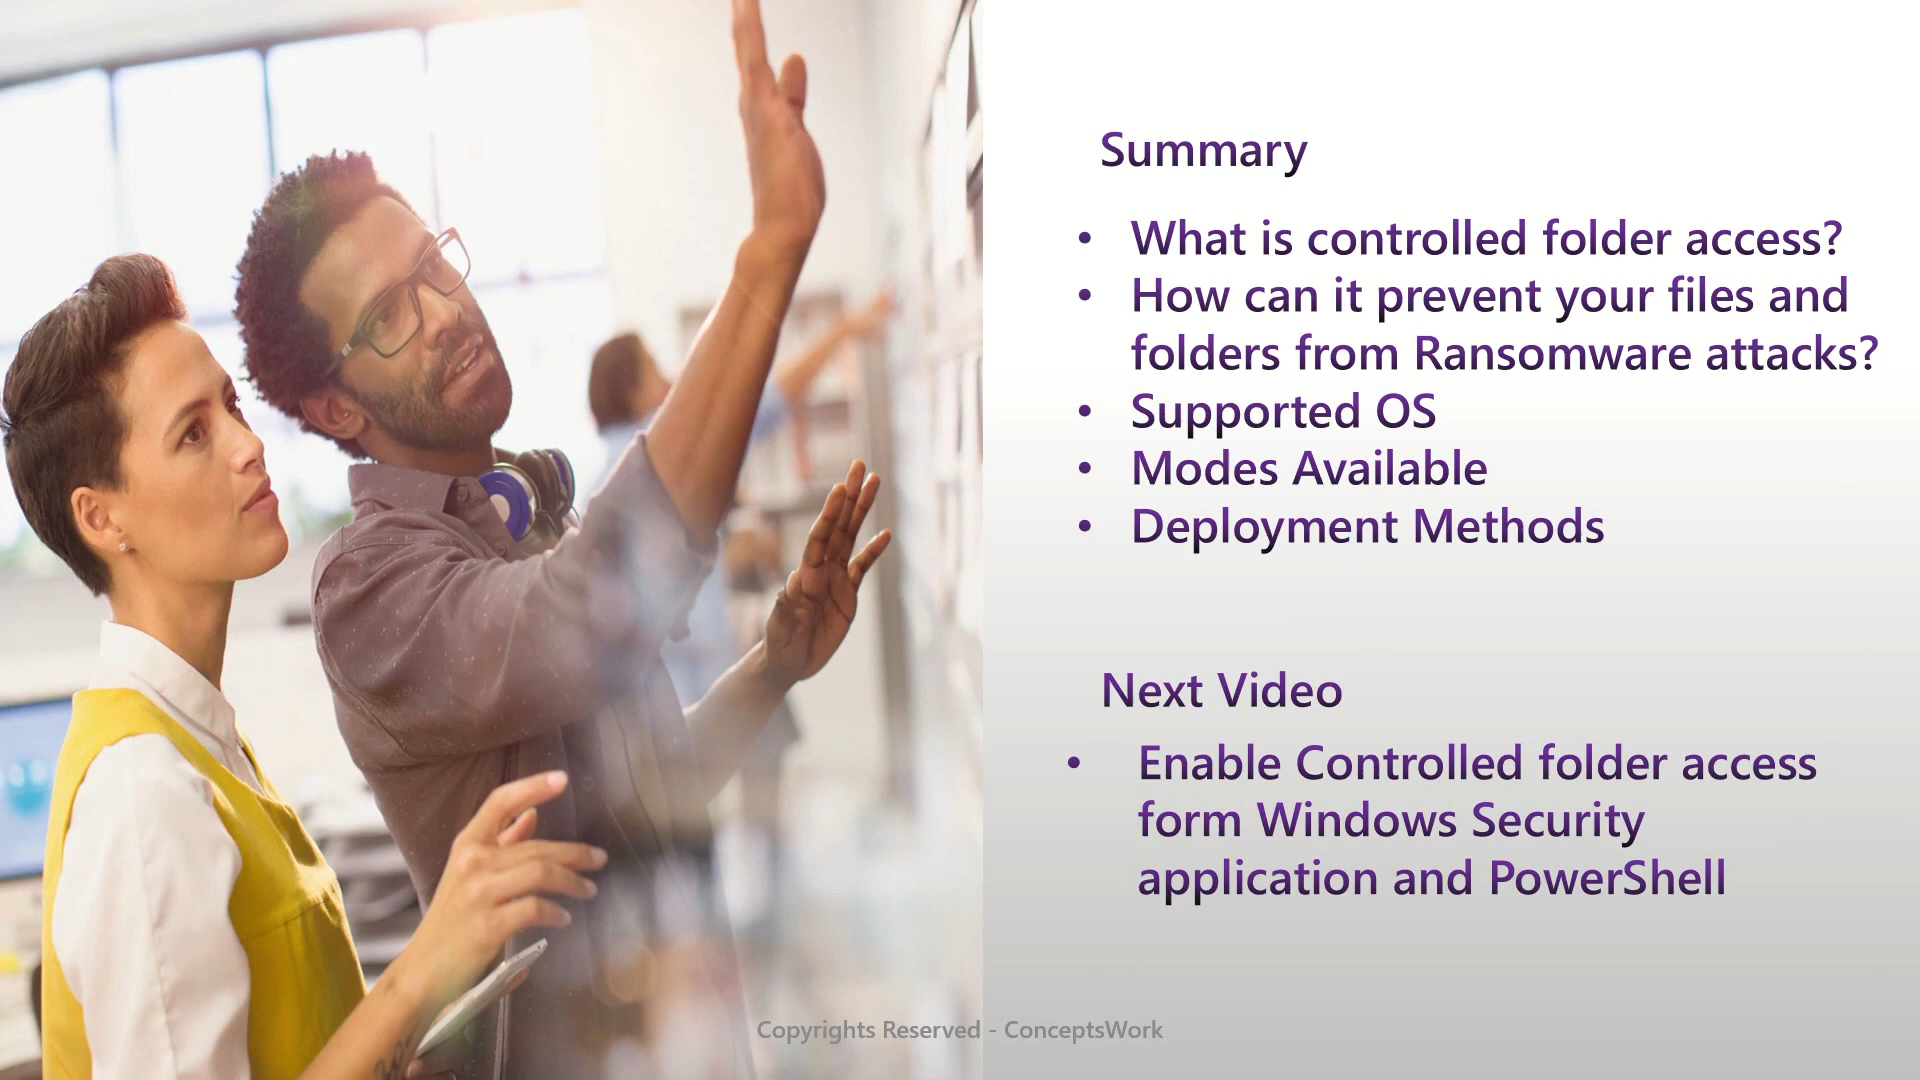 Summary
• What is controlled folder access?
• How can it prevent your files and
folders from Ransomware attacks?
• Supported OS
• Modes Available
• Deployment Methods
Next Video
• Enable Controlled folder access
form Windows Security
application and PowerShell
Copyrights Reserved - ConceptsWork